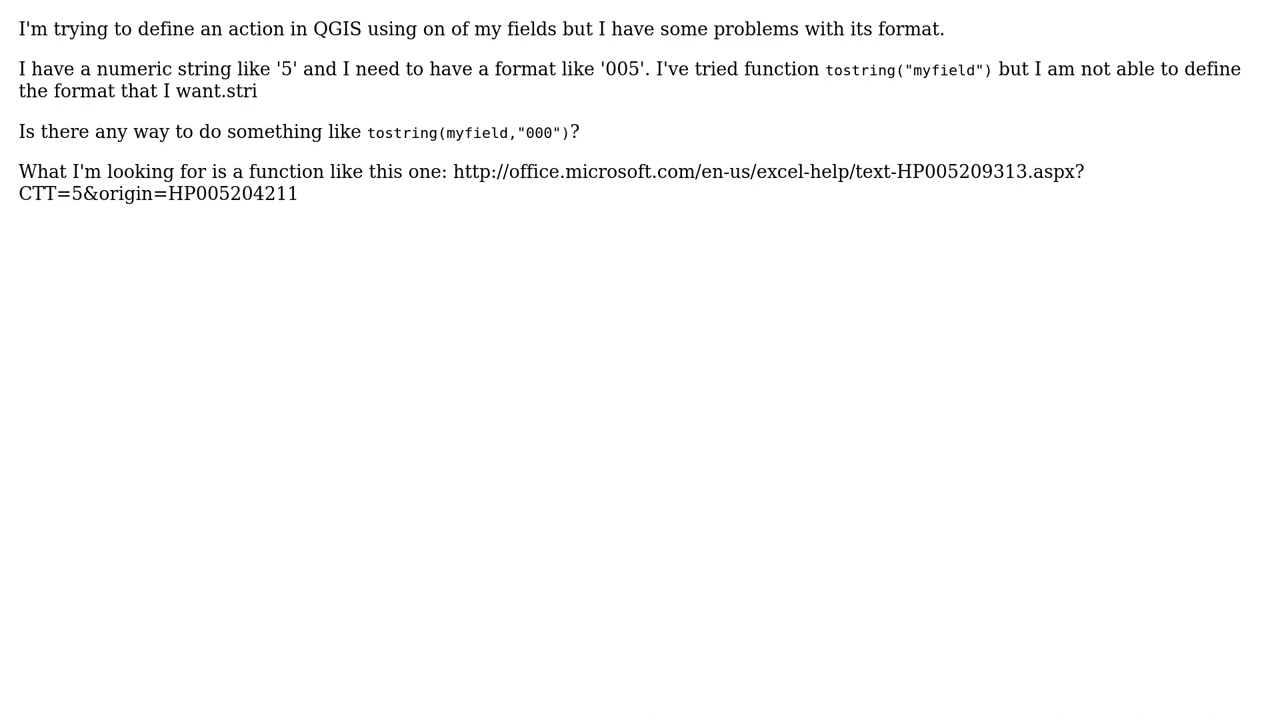 I'm trying to define an action in QGIS using on of my fields but I have some problems with its format.
I have a numeric string like '5' and I need to have a format like '005'. I've tried function tostring("myfield") but I am not able to define
the format that I want.stri
Is there any way to do something like tostring(myfield,"000")?
What I'm looking for is a function like this one: http://office.microsoft.com/en-us/excel-help/text-HP005209313.aspx?
CTT=5&origin=HP005204211